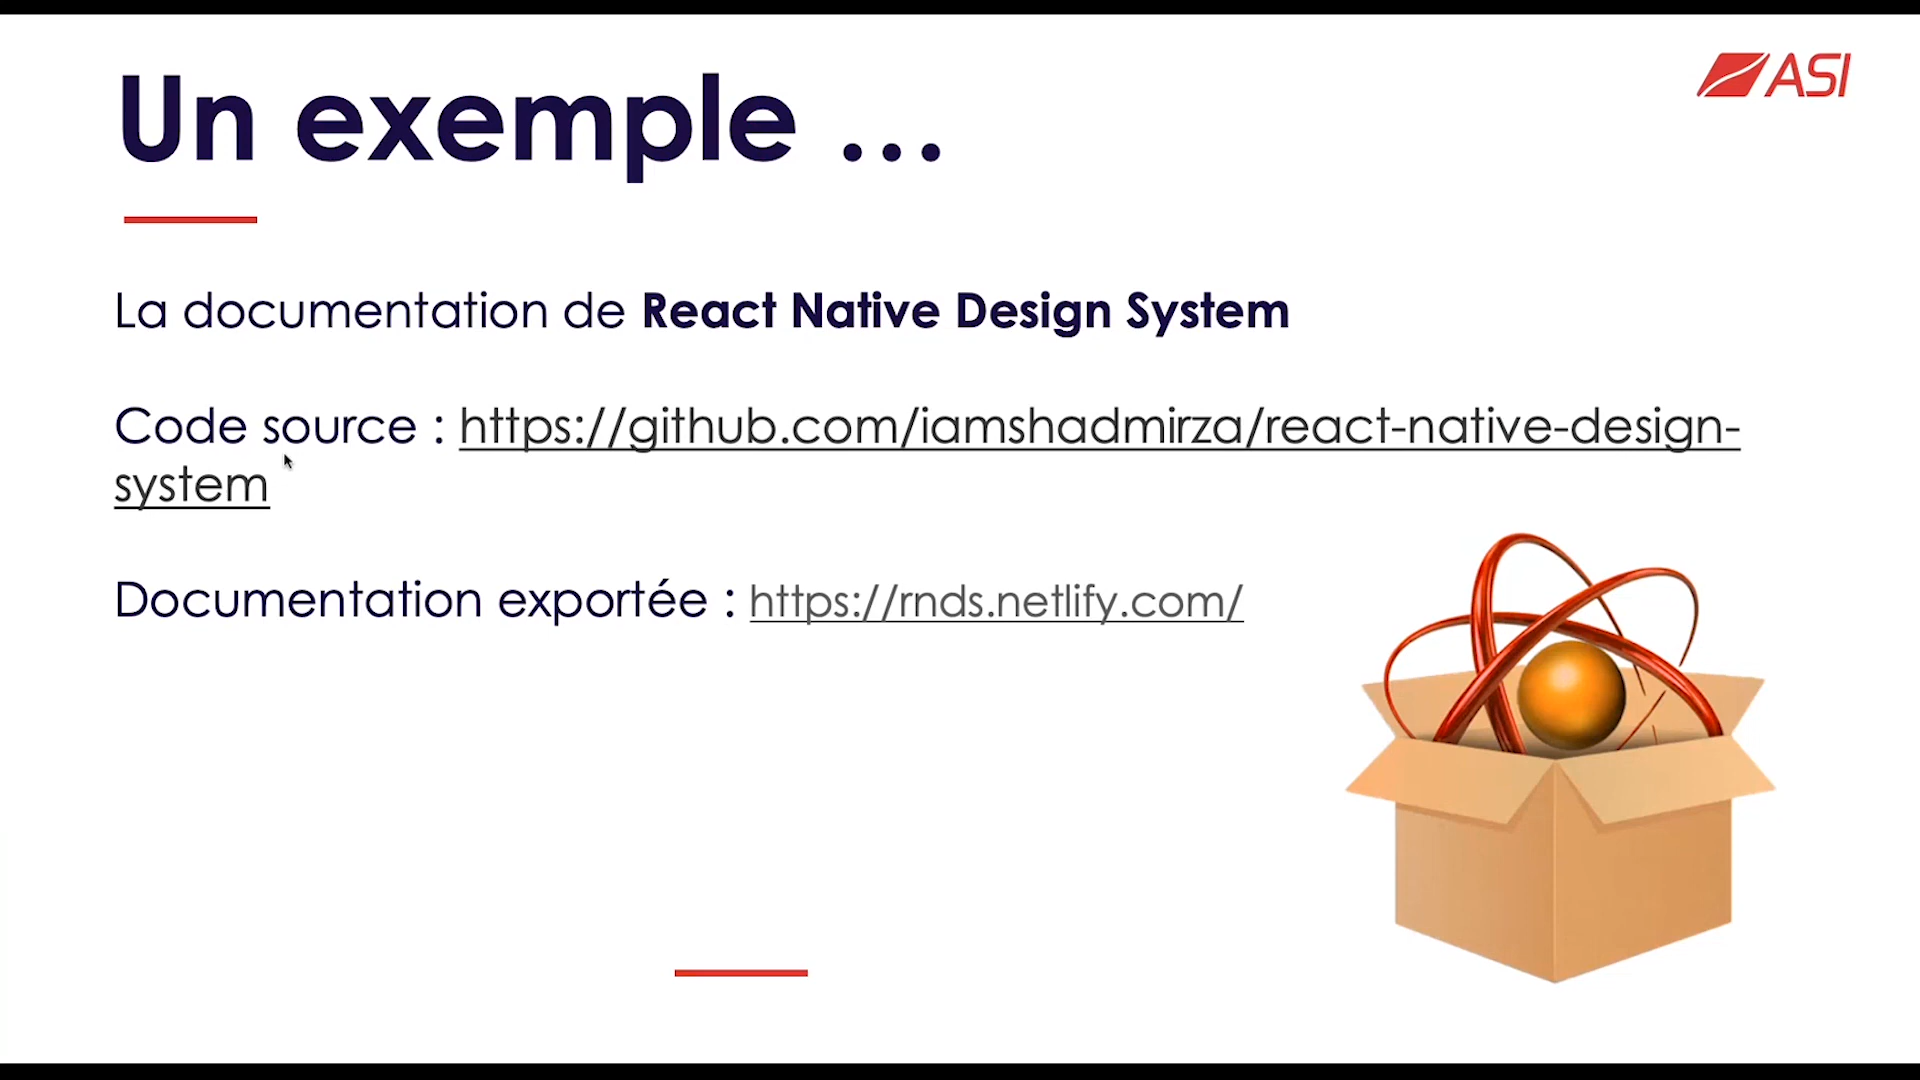 ASI
Un exemple ...
La documentation de React Native Design System
Code source : https://github.com/iamshadmirza/react-native-design-
system
Documentation exportée : https://rnds.netlify.com/